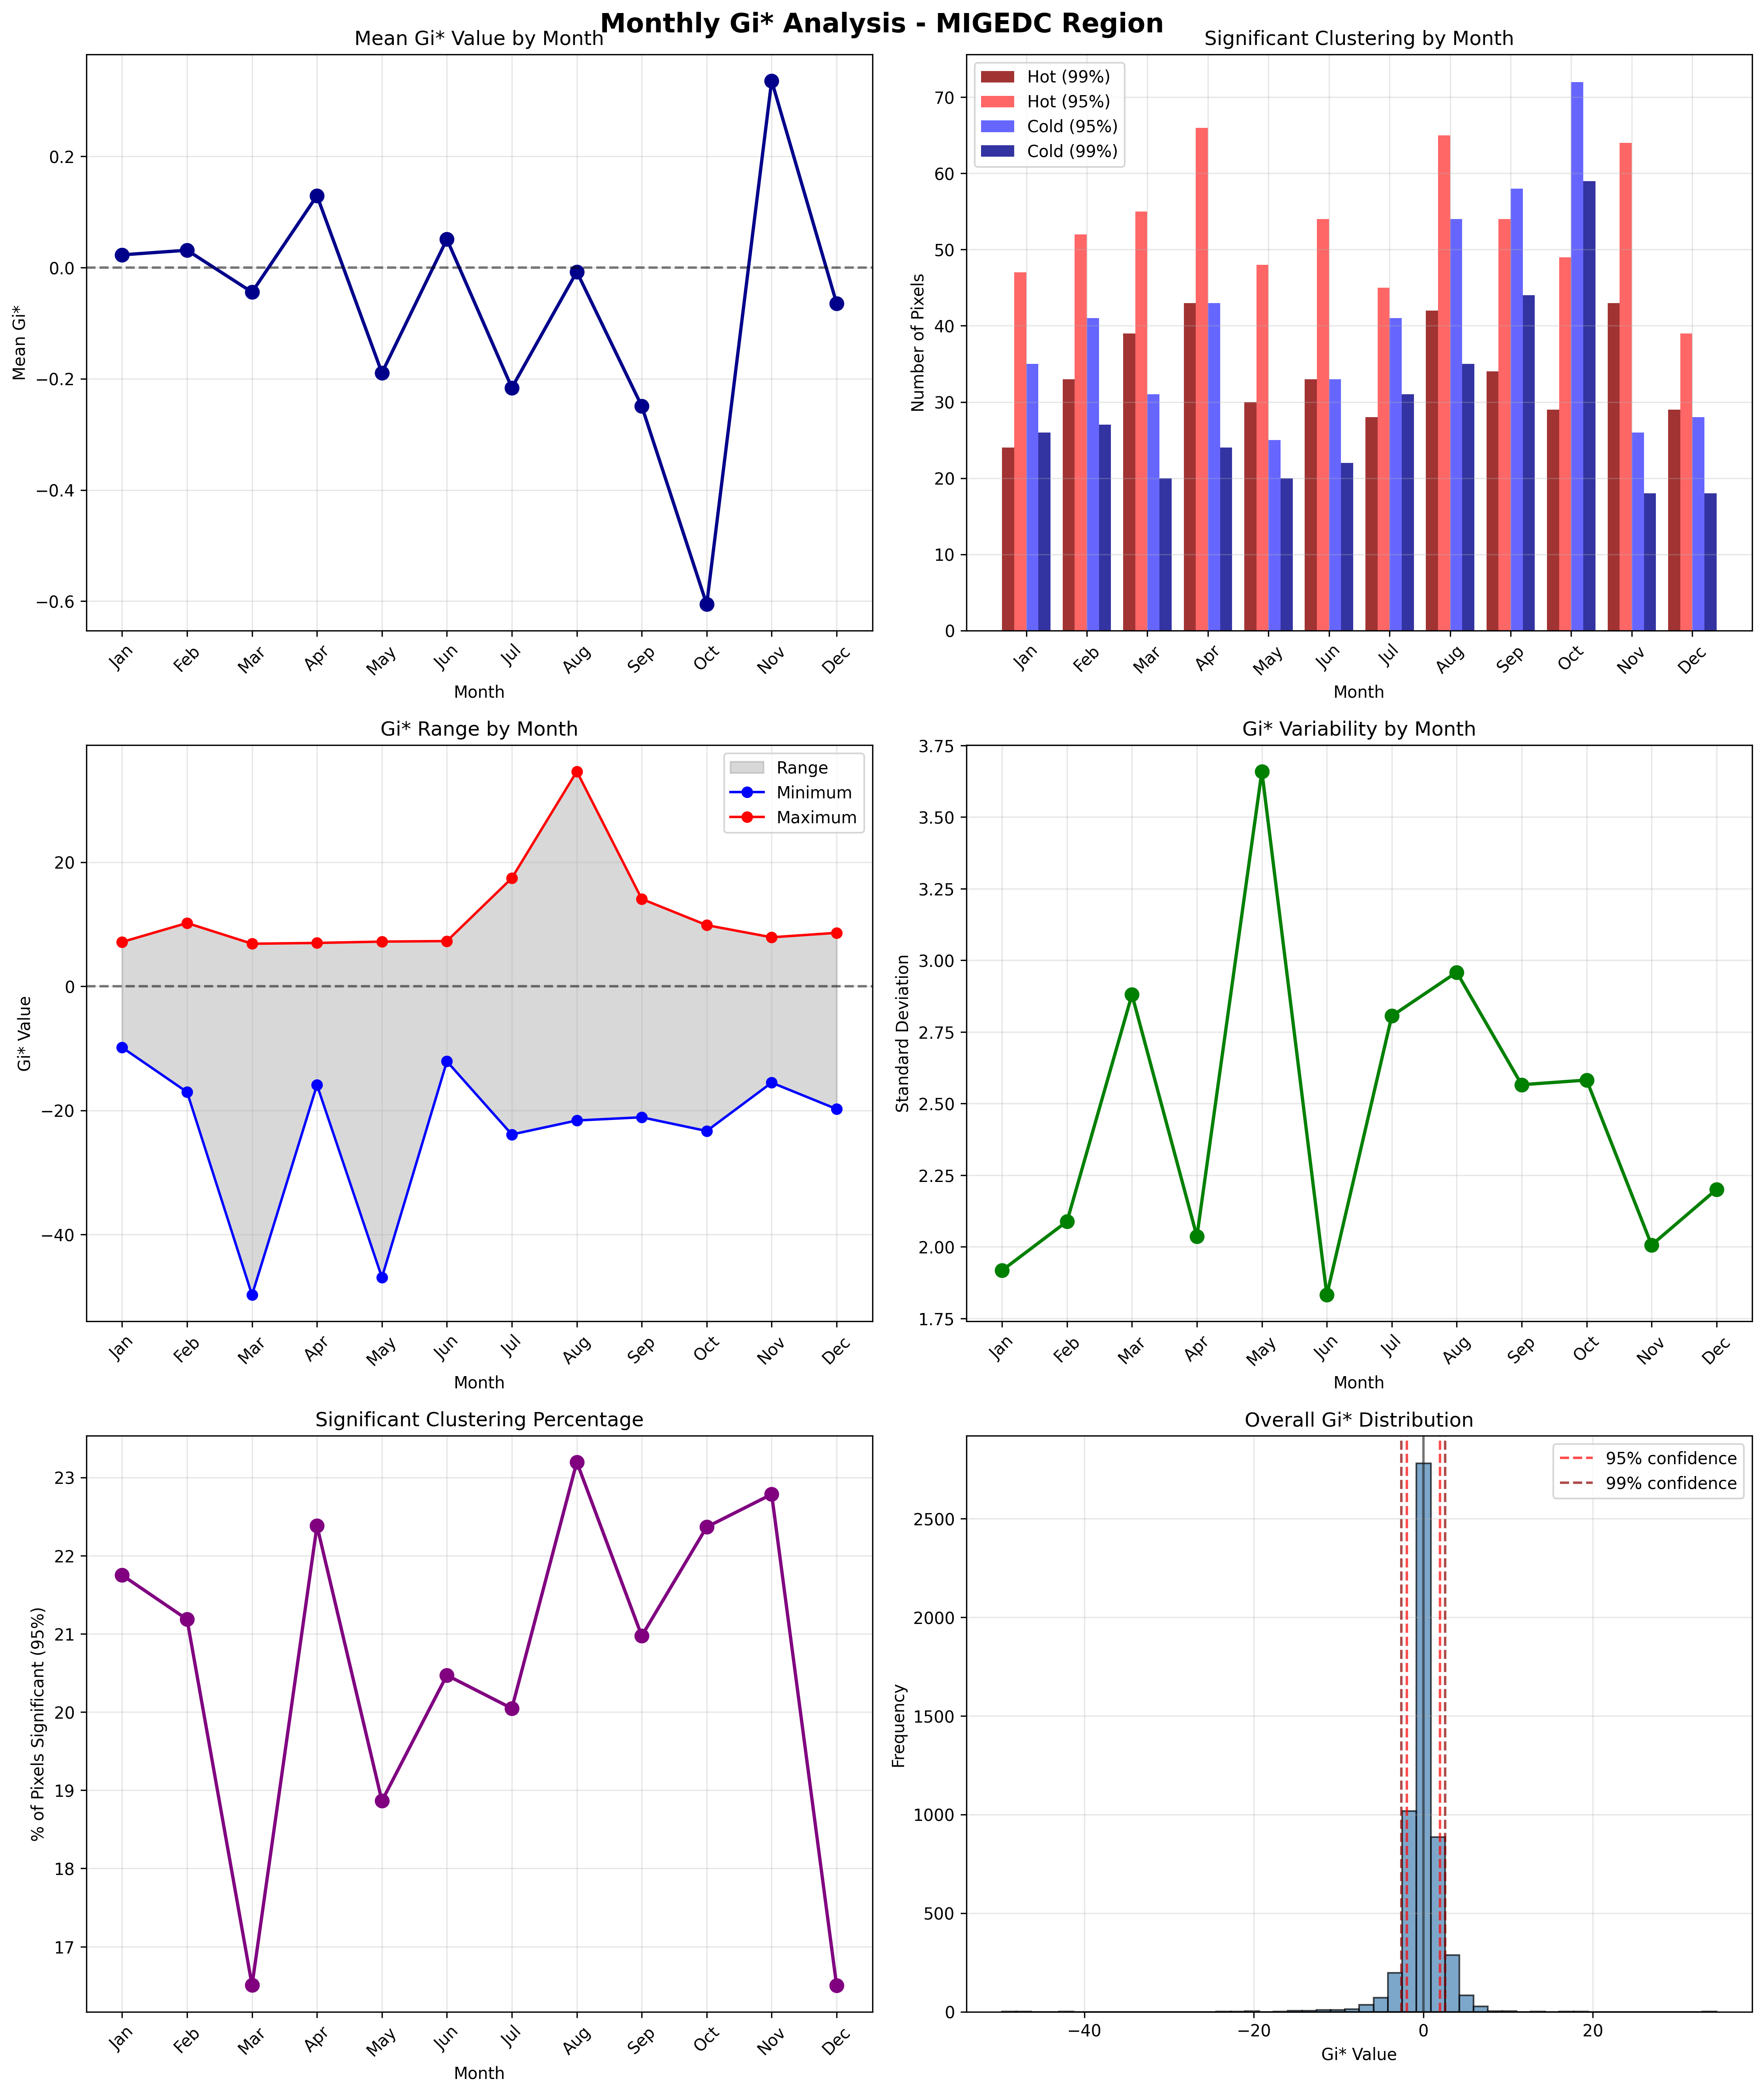 Monthly Gi* Analysis - MIGEDC Region
Mean Gi* Value by Month
Mean Gi*
0.2
0.0
−0.2
−0.4
−0.6
Jan Feb Mar Apr May Jun Jul Aug Sep Oct Nov Dec
Month
Significant Clustering by Month
Hot (99%)
Hot (95%)
Cold (95%)
Cold (99%)
Number of Pixels
70
60
50
40
30
20
10
0
Jan Feb Mar Apr May Jun Jul Aug Sep Oct Nov Dec
Month
Gi* Range by Month
Range
Minimum
Maximum
Gi* Value
20
0
−20
−40
Jan Feb Mar Apr May Jun Jul Aug Sep Oct Nov Dec
Month
Gi* Variability by Month
Standard Deviation
3.75
3.50
3.25
3.00
2.75
2.50
2.25
2.00
1.75
Jan Feb Mar Apr May Jun Jul Aug Sep Oct Nov Dec
Month
Significant Clustering Percentage
% of Pixels Significant (95%)
23
22
21
20
19
18
17
Jan Feb Mar Apr May Jun Jul Aug Sep Oct Nov Dec
Month
Overall Gi* Distribution
95% confidence
99% confidence
Frequency
2500
2000
1500
1000
500
0
−40 −20 0 20
Gi* Value